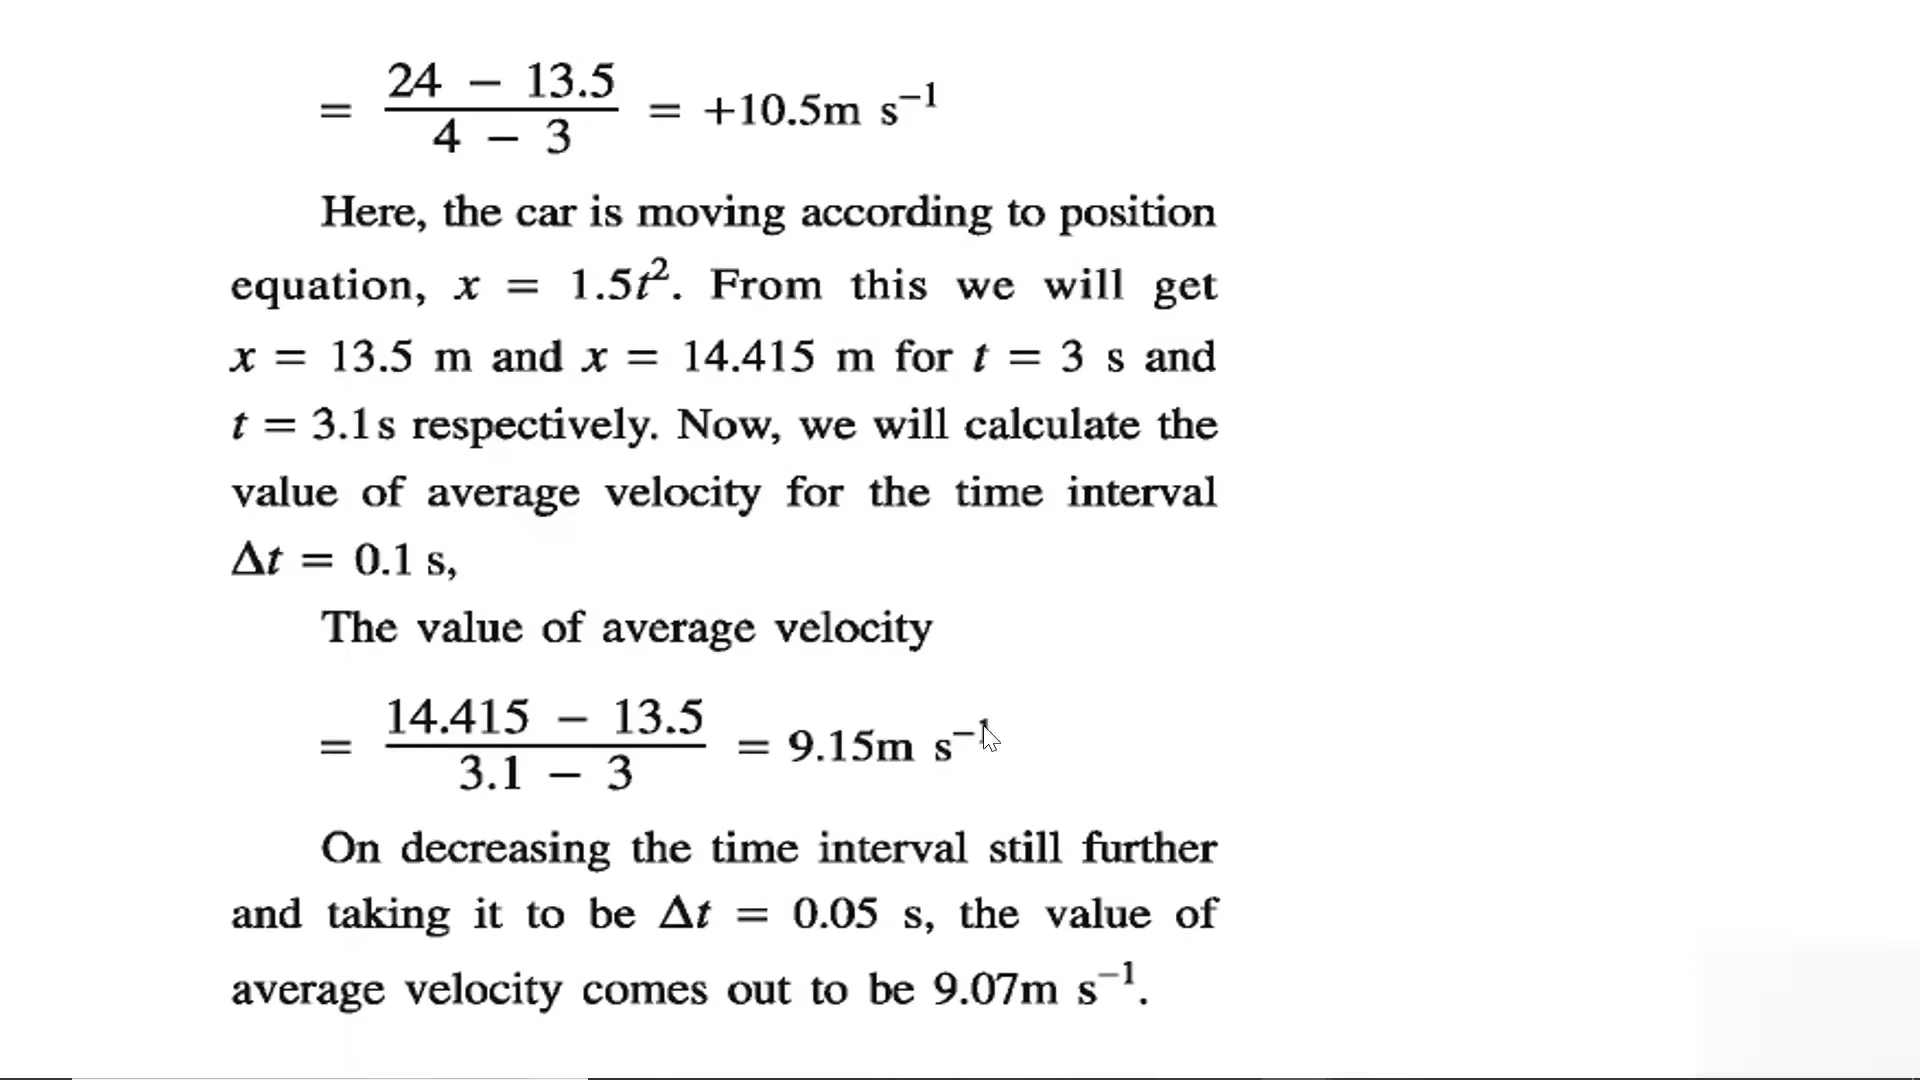 = (24 − 13.5)/(4 − 3) = +10.5m s⁻¹
Here, the car is moving according to position
equation, x = 1.5t². From this we will get
x = 13.5 m and x = 14.415 m for t = 3 s and
t = 3.1s respectively. Now, we will calculate the
value of average velocity for the time interval
Δt = 0.1 s,
The value of average velocity
= (14.415 − 13.5)/(3.1 − 3) = 9.15m s⁻¹
On decreasing the time interval still further
and taking it to be Δt = 0.05 s, the value of
average velocity comes out to be 9.07m s⁻¹.